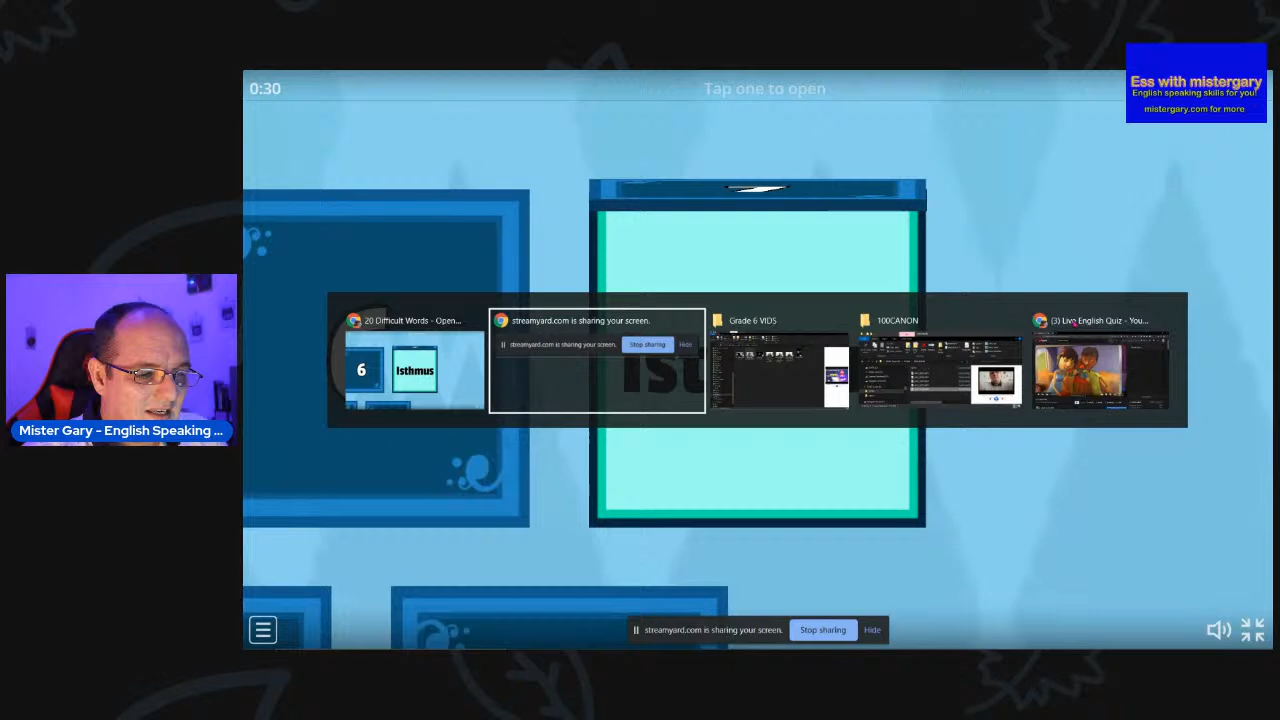 0:30
Tap one to open
Ess with mistergary
English speaking skills for you!
mistergary.com for more
20 Difficult Words - Open...
streamyard.com is sharing your screen.
Grade 6 VIDS
100CANON
(3) Live English Quiz - You...
6
Isthmus
streamyard.com is sharing your screen.
Stop sharing
Hide
Mister Gary - English Speaking ...
streamyard.com is sharing your screen.
Stop sharing
Hide